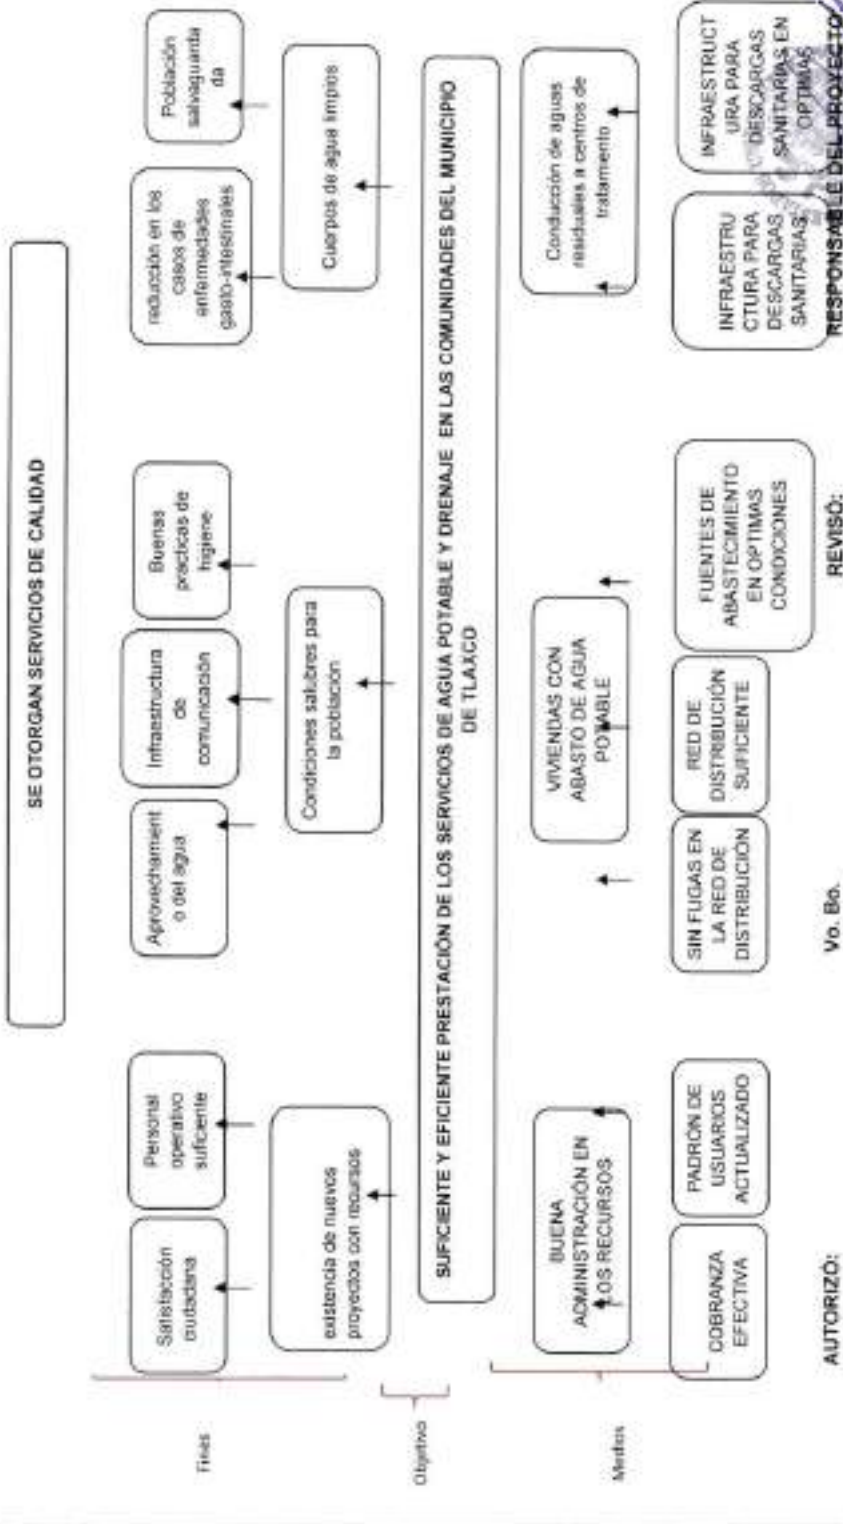 SE OTORGAN SERVICIOS DE CALIDAD
Fines
Satisfacción
ciudadana
Personal
operativo
suficiente
Aprovechamient
o del agua
Infraestructura
de
comunicación
Buenas
practicas de
higiene
reducción en los
casos de
enfermedades
gasto-intestinales
Población
salvaguarda
da
existencia de nuevos
proyectos con recursos
Condiciones salubres para
la población
Cuerpos de agua limpios
Objetivo
SUFICIENTE Y EFICIENTE PRESTACIÓN DE LOS SERVICIOS DE AGUA POTABLE Y DRENAJE EN LAS COMUNIDADES DEL MUNICIPIO
DE TLAXCO
Medios
BUENA
ADMINISTRACIÓN EN
LOS RECURSOS
VIVIENDAS CON
ABASTO DE AGUA
POTABLE
Conducción de aguas
residuales a centros de
tratamiento
COBRANZA
EFECTIVA
PADRÓN DE
USUARIOS
ACTUALIZADO
SIN FUGAS EN
LA RED DE
DISTRIBUCIÓN
RED DE
DISTRIBUCIÓN
SUFICIENTE
FUENTES DE
ABASTECIMIENTO
EN OPTIMAS
CONDICIONES
INFRAESTRU
CTURA PARA
DESCARGAS
SANITARIAS
INFRAESTRUCT
URA PARA
DESCARGAS
SANITARIAS EN
OPTIMAS
AUTORIZÓ:
Vo. Bo.
REVISÓ:
RESPONSABLE DEL PROYECTO